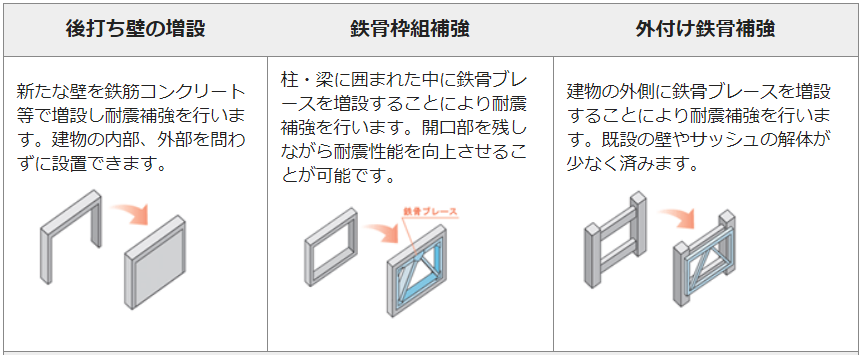 後打ち壁の増設
新たな壁を鉄筋コンクリート
等で増設し耐震補強を行いま
す。建物の内部、外部を問わ
ずに設置できます。
鉄骨枠組補強
柱・梁に囲まれた中に鉄骨ブレ
ースを増設することにより耐震
補強を行います。開口部を残し
ながら耐震性能を向上させるこ
とが可能です。
鉄骨ブレース
外付け鉄骨補強
建物の外側に鉄骨ブレースを増設
することにより耐震補強を行いま
す。既設の壁やサッシュの解体が
少なく済みます。